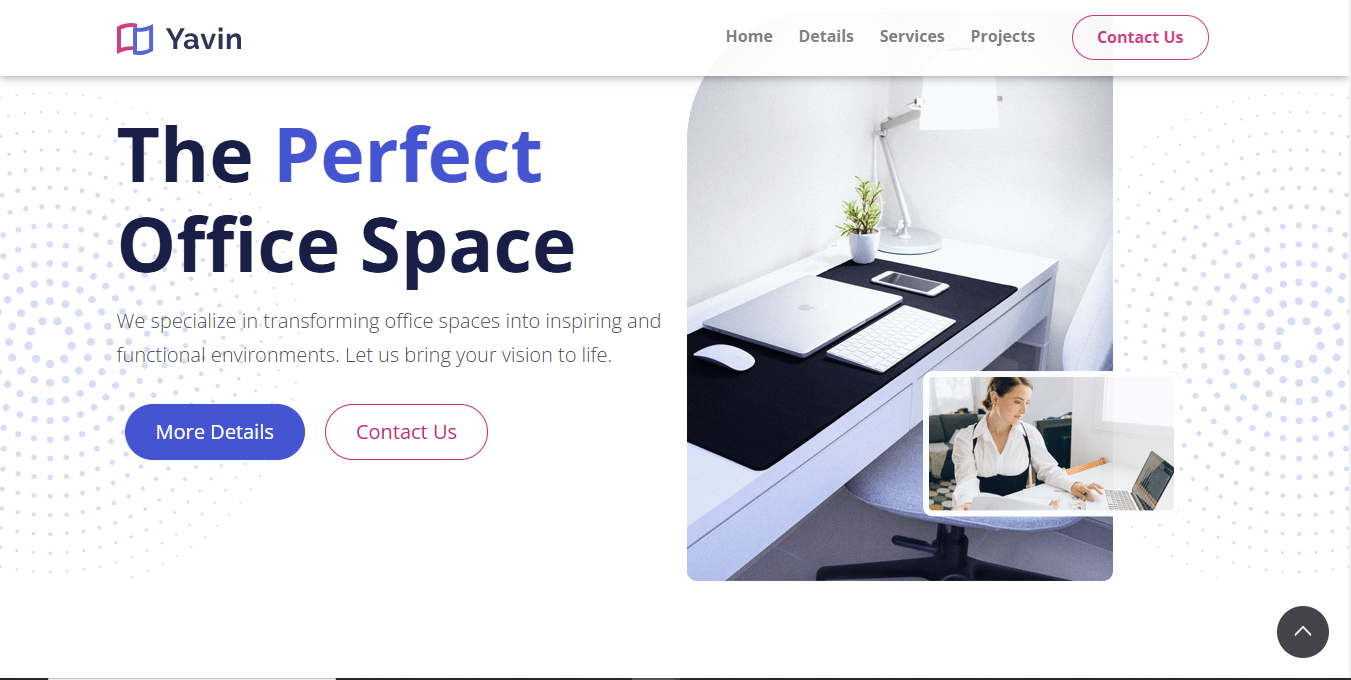 Yavin
Home Details Services Projects Contact Us
The Perfect
Office Space
We specialize in transforming office spaces into inspiring and
functional environments. Let us bring your vision to life.
More Details Contact Us